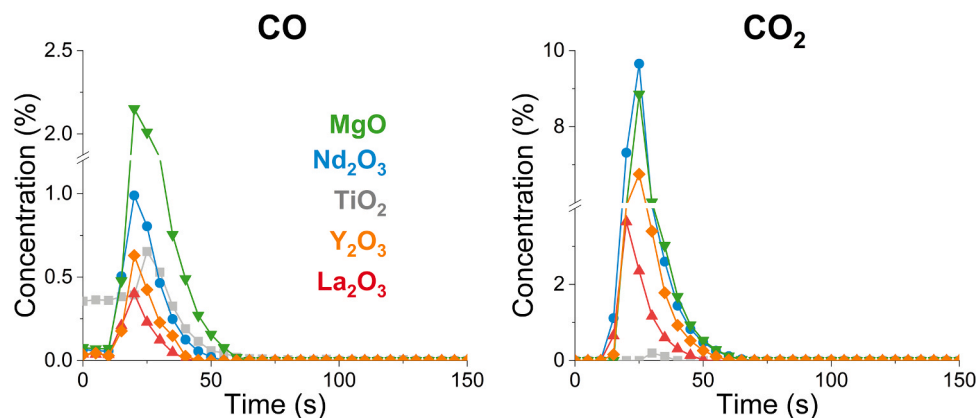 CO
CO₂
Concentration (%)
2.5
2.0
1.0
0.5
0.0
0
50
100
150
Time (s)
MgO
Nd₂O₃
TiO₂
Y₂O₃
La₂O₃
Concentration (%)
10
8
2
0
0
50
100
150
Time (s)